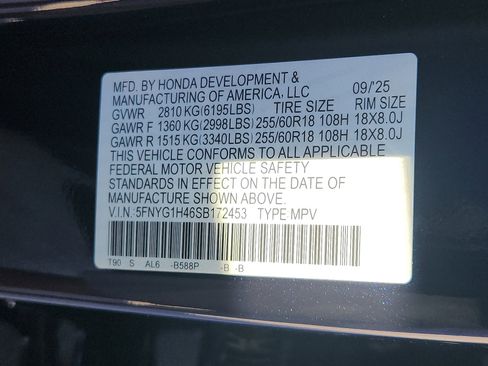 MFD. BY HONDA DEVELOPMENT &
MANUFACTURING OF AMERICA, LLC 09/'25
GVWR 2810 KG(6195LBS) TIRE SIZE RIM SIZE
GAWR F 1360 KG(2998LBS) 255/60R18 108H 18X8.0J
GAWR R 1515 KG(3340LBS) 255/60R18 108H 18X8.0J
THIS VEHICLE CONFORMS TO ALL APPLICABLE
FEDERAL MOTOR VEHICLE SAFETY
STANDARDS IN EFFECT ON THE DATE OF
MANUFACTURE SHOWN ABOVE.
V.I.N.:5FNYG1H46SB172453 TYPE:MPV
T90 S AL6 -B588P -B -B